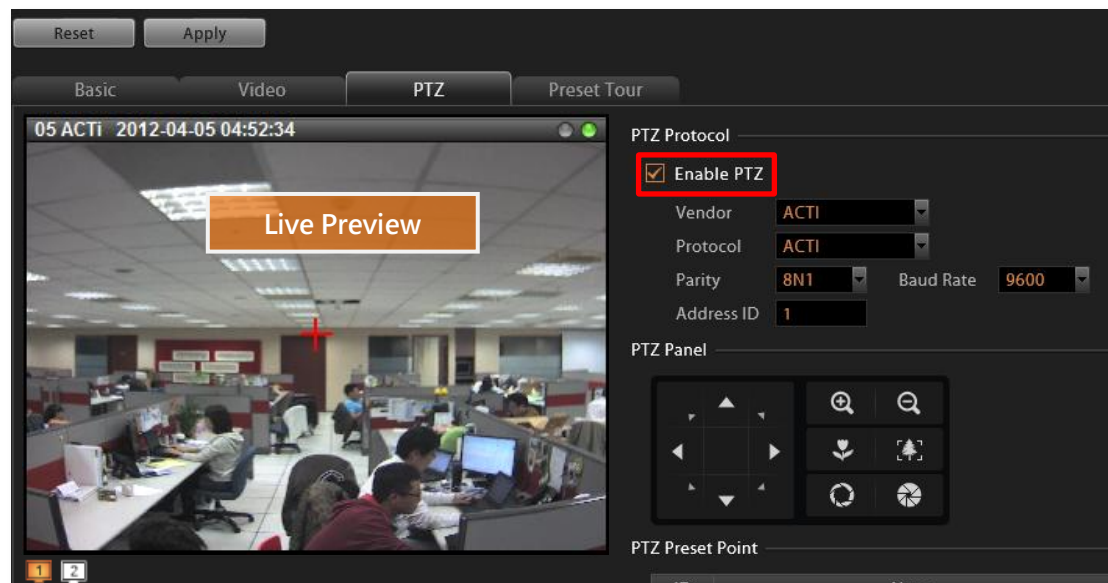 Reset Apply
Basic Video PTZ Preset Tour
05 ACTi 2012-04-05 04:52:34
Live Preview
PTZ Protocol
Enable PTZ
Vendor ACTI
Protocol ACTI
Parity 8N1 Baud Rate 9600
Address ID 1
PTZ Panel
PTZ Preset Point
1 2